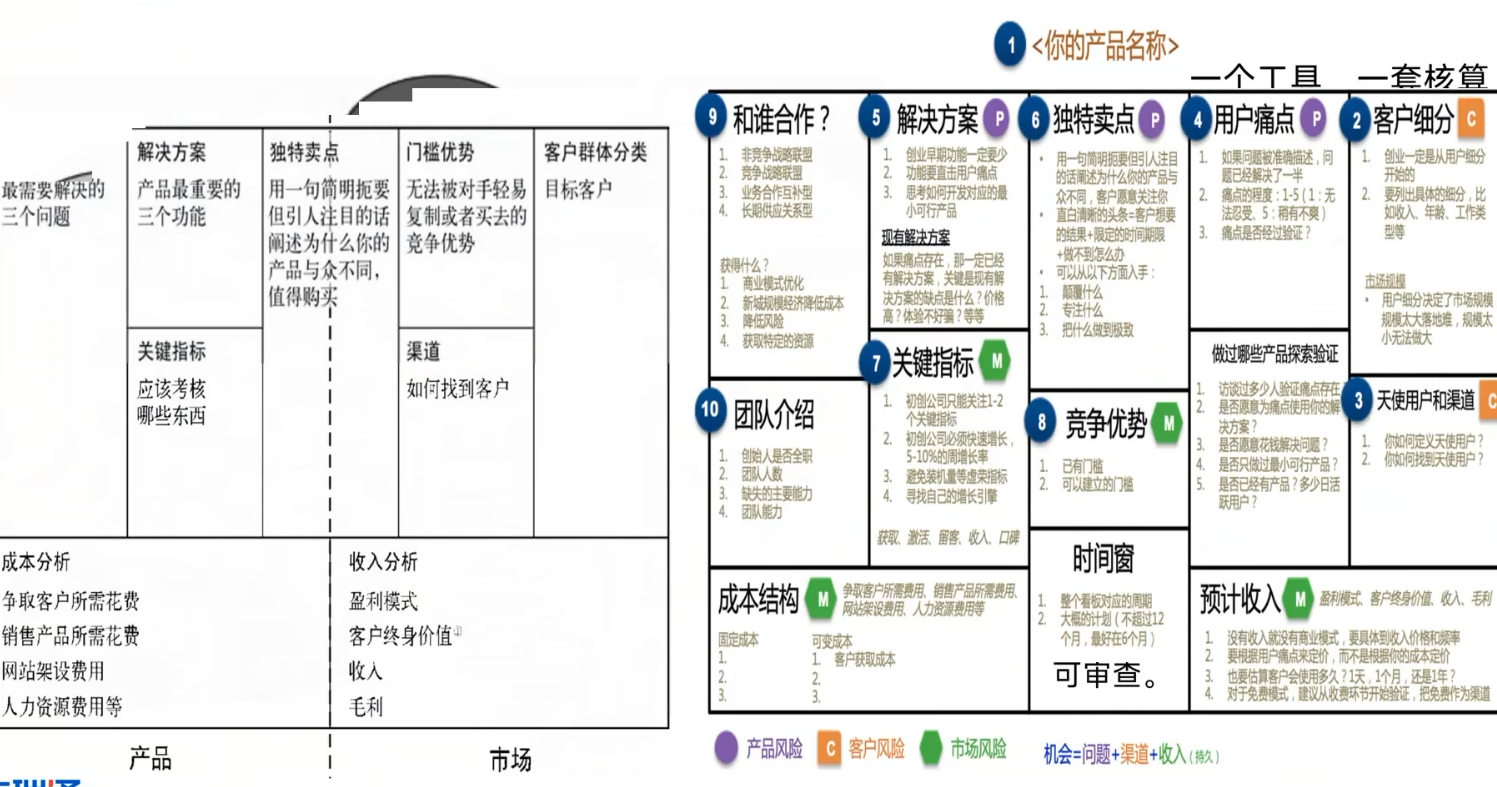 最需要解决的
三个问题
解决方案
产品最重要的
三个功能
关键指标
应该考核
哪些东西
独特卖点
用一句简明扼要
但引人注目的话
阐述为什么你的
产品与众不同，
值得购买
门槛优势
无法被对手轻易
复制或者买去的
竞争优势
渠道
如何找到客户
客户群体分类
目标客户
成本分析
争取客户所需花费
销售产品所需花费
网站架设费用
人力资源费用等
收入分析
盈利模式
客户终身价值①
收入
毛利
产品
市场
1 <你的产品名称>
一个工具 一套核算
9 和谁合作？
1. 非竞争战略联盟
2. 竞争战略联盟
3. 业务合作互补型
4. 长期供应关系型
获得什么？
1. 商业模式优化
2. 新城规模经济降低成本
3. 降低风险
4. 获取特定的资源
10 团队介绍
1. 创始人是否全职
2. 团队人数
3. 缺失的主要能力
4. 团队能力
5 解决方案 P
1. 创业早期功能一定要少
2. 功能要直击用户痛点
3. 思考如何开发对应的最
小可行产品
现有解决方案
如果痛点存在，那一定已经
有解决方案，关键是现有解
决方案的缺点是什么？价格
高？体验不好骗？等等
7 关键指标 M
1. 初创公司只能关注1-2
个关键指标
2. 初创公司必须快速增长，
5-10%的周增长率
3. 避免装机量等虚荣指标
4. 寻找自己的增长引擎
获取、激活、留客、收入、口碑
6 独特卖点 P
• 用一句简明扼要但引人注目
的话阐述为什么你的产品与
众不同，客户愿意关注你
• 直白清晰的头条=客户想要
的结果+限定的时间期限
+做不到怎么办
• 可以从以下方面入手：
1. 颠覆什么
2. 专注什么
3. 把什么做到极致
8 竞争优势 M
1. 已有门槛
2. 可以建立的门槛
时间窗
1. 整个看板对应的周期
2. 大概的计划（不超过12
个月，最好在6个月）
可审查。
4 用户痛点 P
1. 如果问题被准确描述，问
题已经解决了一半
2. 痛点的程度：1-5（1：无
法忍受、5：稍有不爽）
3. 痛点是否经过验证？
做过哪些产品探索验证
1. 访谈过多少人验证痛点存在
2. 是否愿意为痛点使用你的解
决方案？
3. 是否愿意花钱解决问题？
4. 是否只做过最小可行产品？
5. 是否已经有产品？多少日活
跃用户？
2 客户细分 C
1. 创业一定是从用户细分
开始的
2. 要列出具体的细分，比
如收入、年龄、工作类
型等
市场规模
• 用户细分决定了市场规模
规模太大落地难，规模太
小无法做大
3 天使用户和渠道 C
1. 你如何定义天使用户？
2. 你如何找到天使用户？
成本结构 M 争取客户所需费用、销售产品所需费用、
网站架设费用、人力资源费用等
固定成本
1.
2.
3.
可变成本
1. 客户获取成本
2.
3.
预计收入 M 盈利模式、客户终身价值、收入、毛利
1. 没有收入就没有商业模式，要具体到收入价格和频率
2. 要根据用户痛点来定价，而不是根据你的成本定价
3. 也要估算客户会使用多久？1天，1个月，还是1年？
4. 对于免费模式，建议从收费环节开始验证，把免费作为渠道
产品风险 C 客户风险 市场风险
机会=问题+渠道+收入（持久）